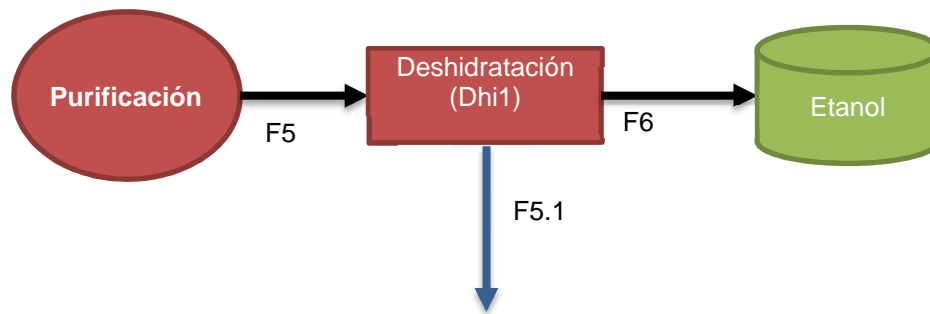 Purificación
F5
Deshidratación
(Dhi1)
F6
Etanol
F5.1